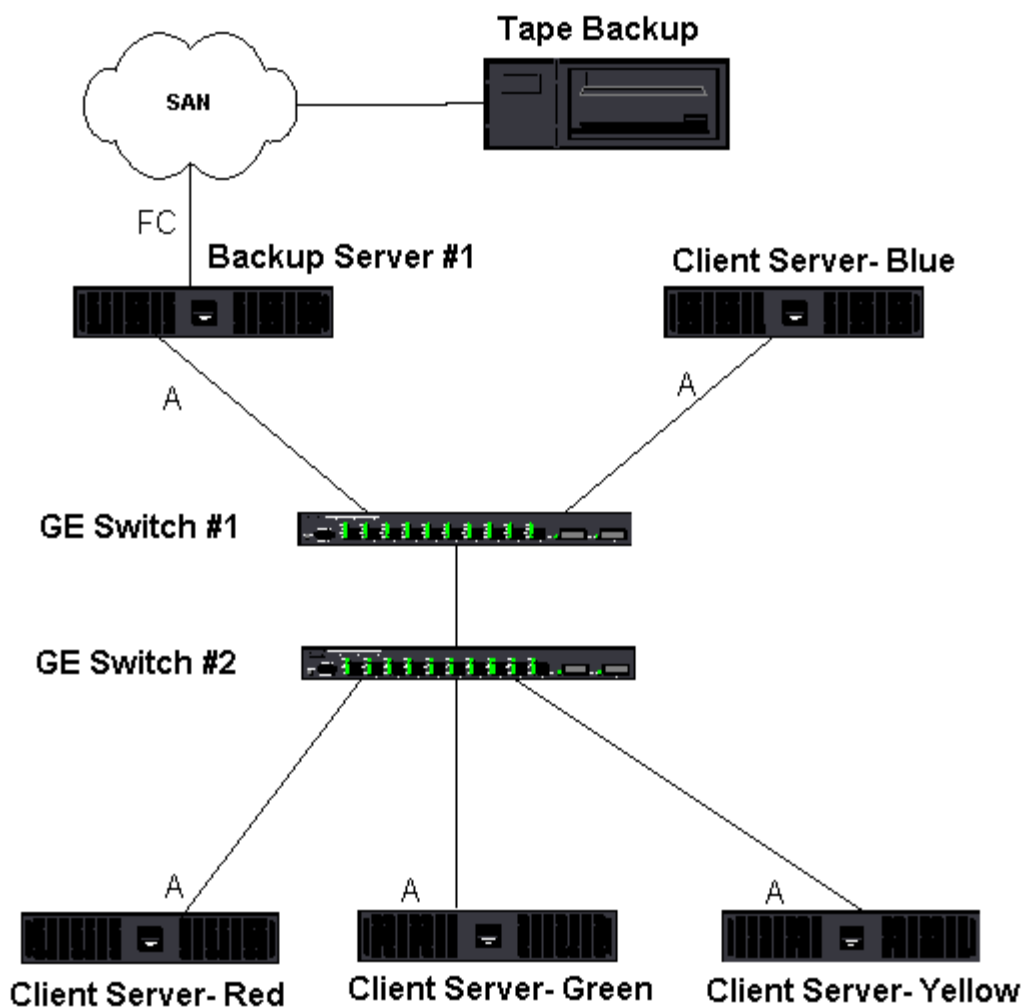 Tape Backup
SAN
FC
Backup Server #1
Client Server- Blue
A
A
GE Switch #1
GE Switch #2
A
A
A
Client Server- Red
Client Server- Green
Client Server- Yellow